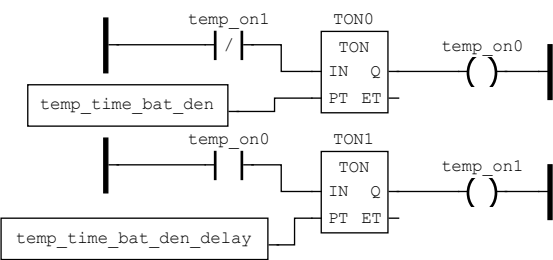 temp_on1
TON0
/
TON
temp_on0
IN Q
( )
temp_time_bat_den
PT ET
temp_on0
TON1
TON
temp_on1
IN Q
( )
temp_time_bat_den_delay
PT ET